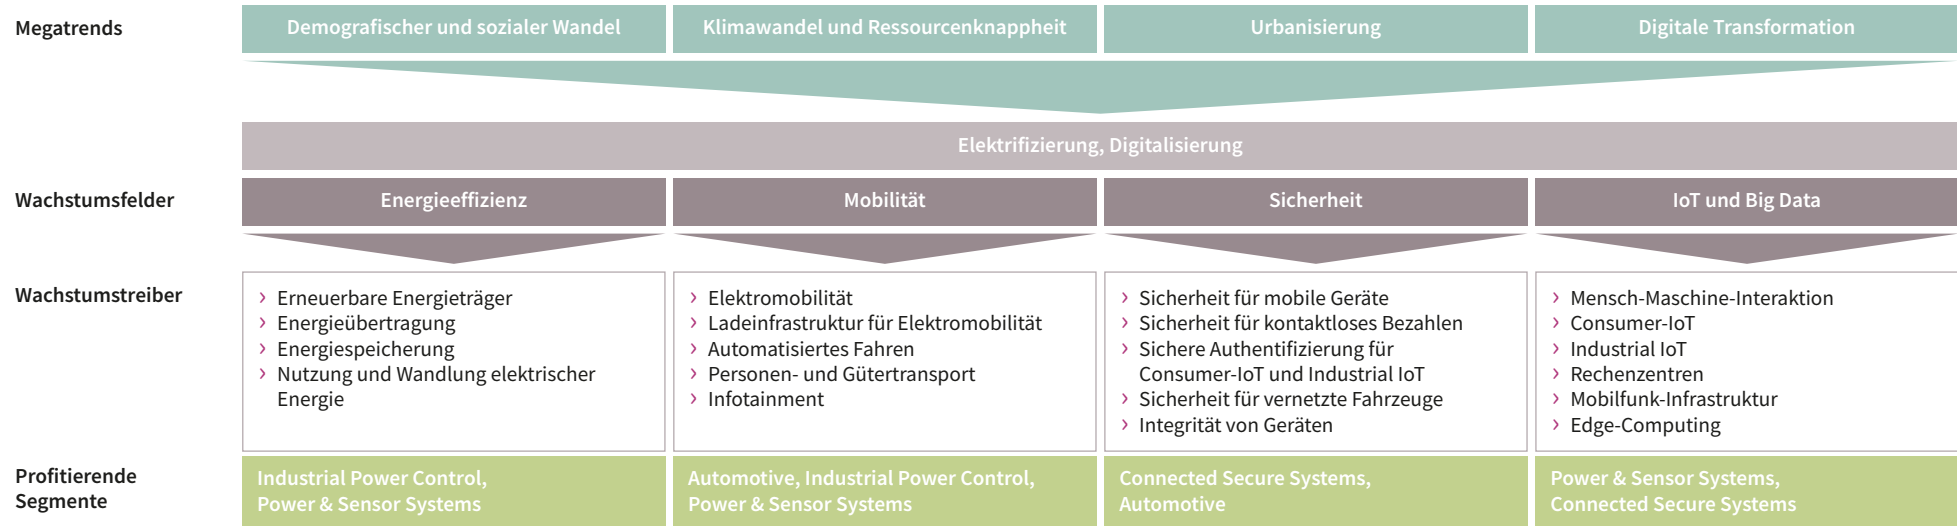 Megatrends
Demografischer und sozialer Wandel
Klimawandel und Ressourcenknappheit
Urbanisierung
Digitale Transformation
Elektrifizierung, Digitalisierung
Wachstumsfelder
Energieeffizienz
Mobilität
Sicherheit
IoT und Big Data
Wachstumstreiber
› Erneuerbare Energieträger
› Energieübertragung
› Energiespeicherung
› Nutzung und Wandlung elektrischer
Energie
› Elektromobilität
› Ladeinfrastruktur für Elektromobilität
› Automatisiertes Fahren
› Personen- und Gütertransport
› Infotainment
› Sicherheit für mobile Geräte
› Sicherheit für kontaktloses Bezahlen
› Sichere Authentifizierung für
Consumer-IoT und Industrial IoT
› Sicherheit für vernetzte Fahrzeuge
› Integrität von Geräten
› Mensch-Maschine-Interaktion
› Consumer-IoT
› Industrial IoT
› Rechenzentren
› Mobilfunk-Infrastruktur
› Edge-Computing
Profitierende
Segmente
Industrial Power Control,
Power & Sensor Systems
Automotive, Industrial Power Control,
Power & Sensor Systems
Connected Secure Systems,
Automotive
Power & Sensor Systems,
Connected Secure Systems